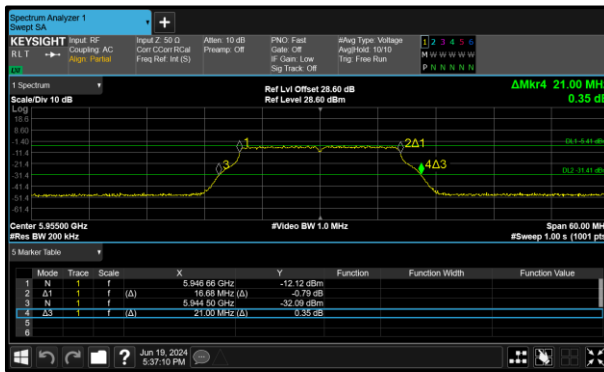 Spectrum Analyzer 1
Swept SA
KEYSIGHT Input: RF Input Z: 50 Ω Atten: 10 dB PNO: Fast #Avg Type: Voltage 1 2 3 4 5 6
RLT Coupling: AC Corr CCorr RCal Preamp: Off Gate: Off Avg|Hold: 10/10 M W W W W W
Align: Partial Freq Ref: Int (S) IF Gain: Low Trig: Free Run P N N N N N
Sig Track: Off
1 Spectrum Ref Lvl Offset 28.60 dB ΔMkr4 21.00 MHz
Scale/Div 10 dB Ref Level 28.60 dBm 0.35 dB
Log
18.6
8.60
-1.40
-11.4
-21.4
-31.4
-41.4
-51.4
-61.4
1
2Δ1
3
4Δ3
DL1 -5.41 dBm
DL2 -31.41 dBm
Center 5.95500 GHz #Video BW 1.0 MHz Span 60.00 MHz
#Res BW 200 kHz #Sweep 1.00 s (1001 pts)
5 Marker Table
Mode Trace Scale X Y Function Function Width Function Value
1 N 1 f 5.946 66 GHz -12.12 dBm
2 Δ1 1 f (Δ) 16.68 MHz (Δ) -0.79 dB
3 N 1 f 5.944 50 GHz -32.09 dBm
4 Δ3 1 f (Δ) 21.00 MHz (Δ) 0.35 dB
5
6
? Jun 19, 2024
5:37:10 PM